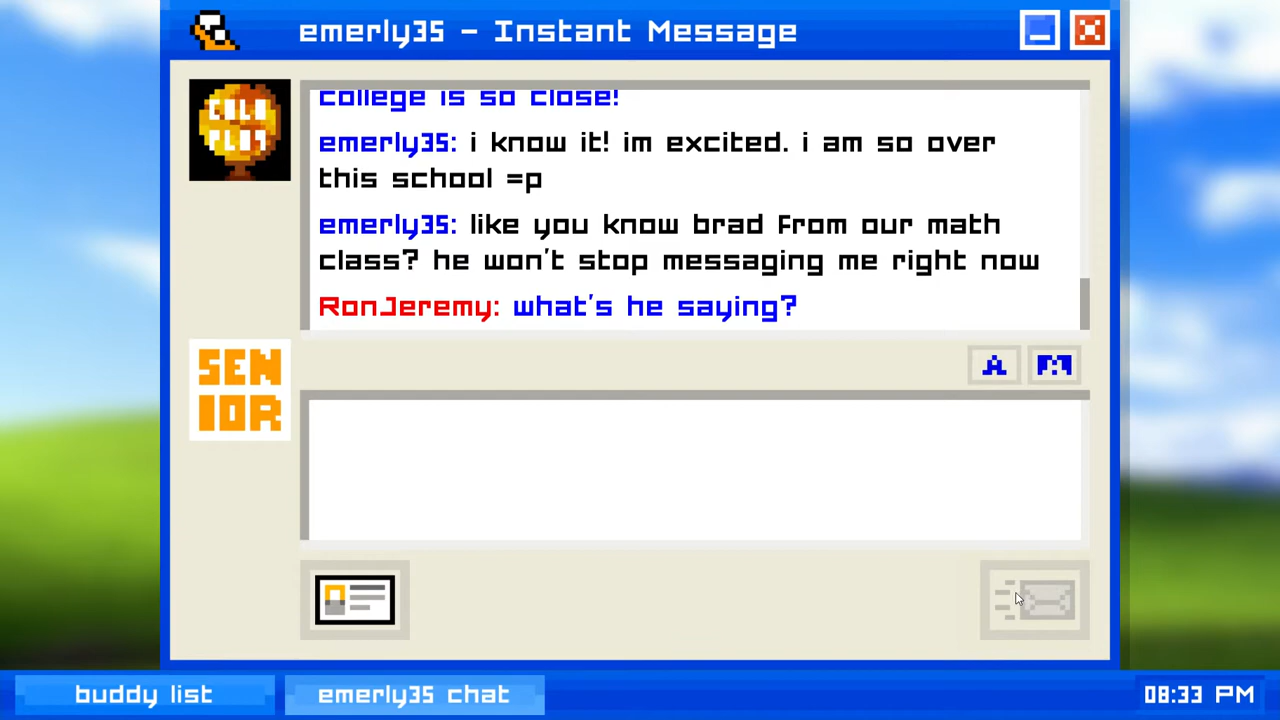 emerly35 - Instant Message
COLD
PLAY
college is so close!
emerly35: i know it! im excited. i am so over
this school =p
emerly35: like you know brad from our math
class? he won't stop messaging me right now
RonJeremy: what's he saying?
SEN
IOR
A
buddy list
emerly35 chat
08:33 PM